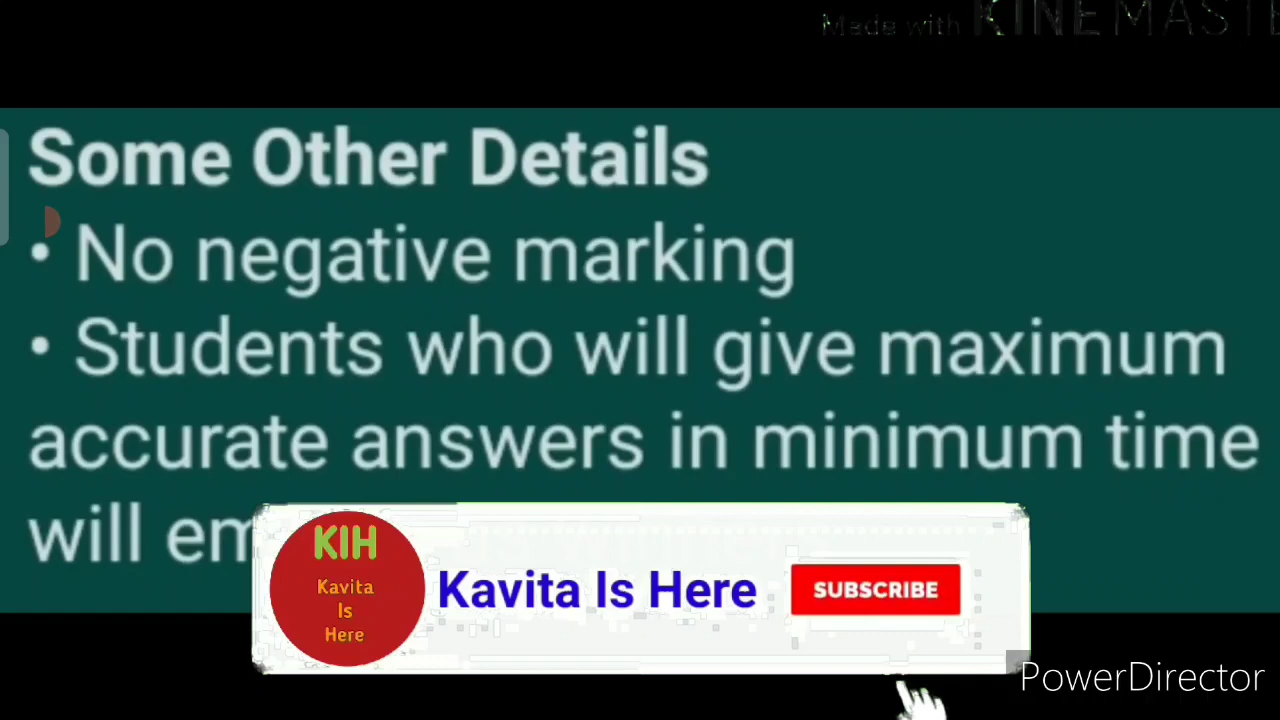 Made with KINEMASTE
Some Other Details
• No negative marking
• Students who will give maximum
accurate answers in minimum time
will em
KIH
Kavita
Is
Here
Kavita Is Here
SUBSCRIBE
PowerDirector